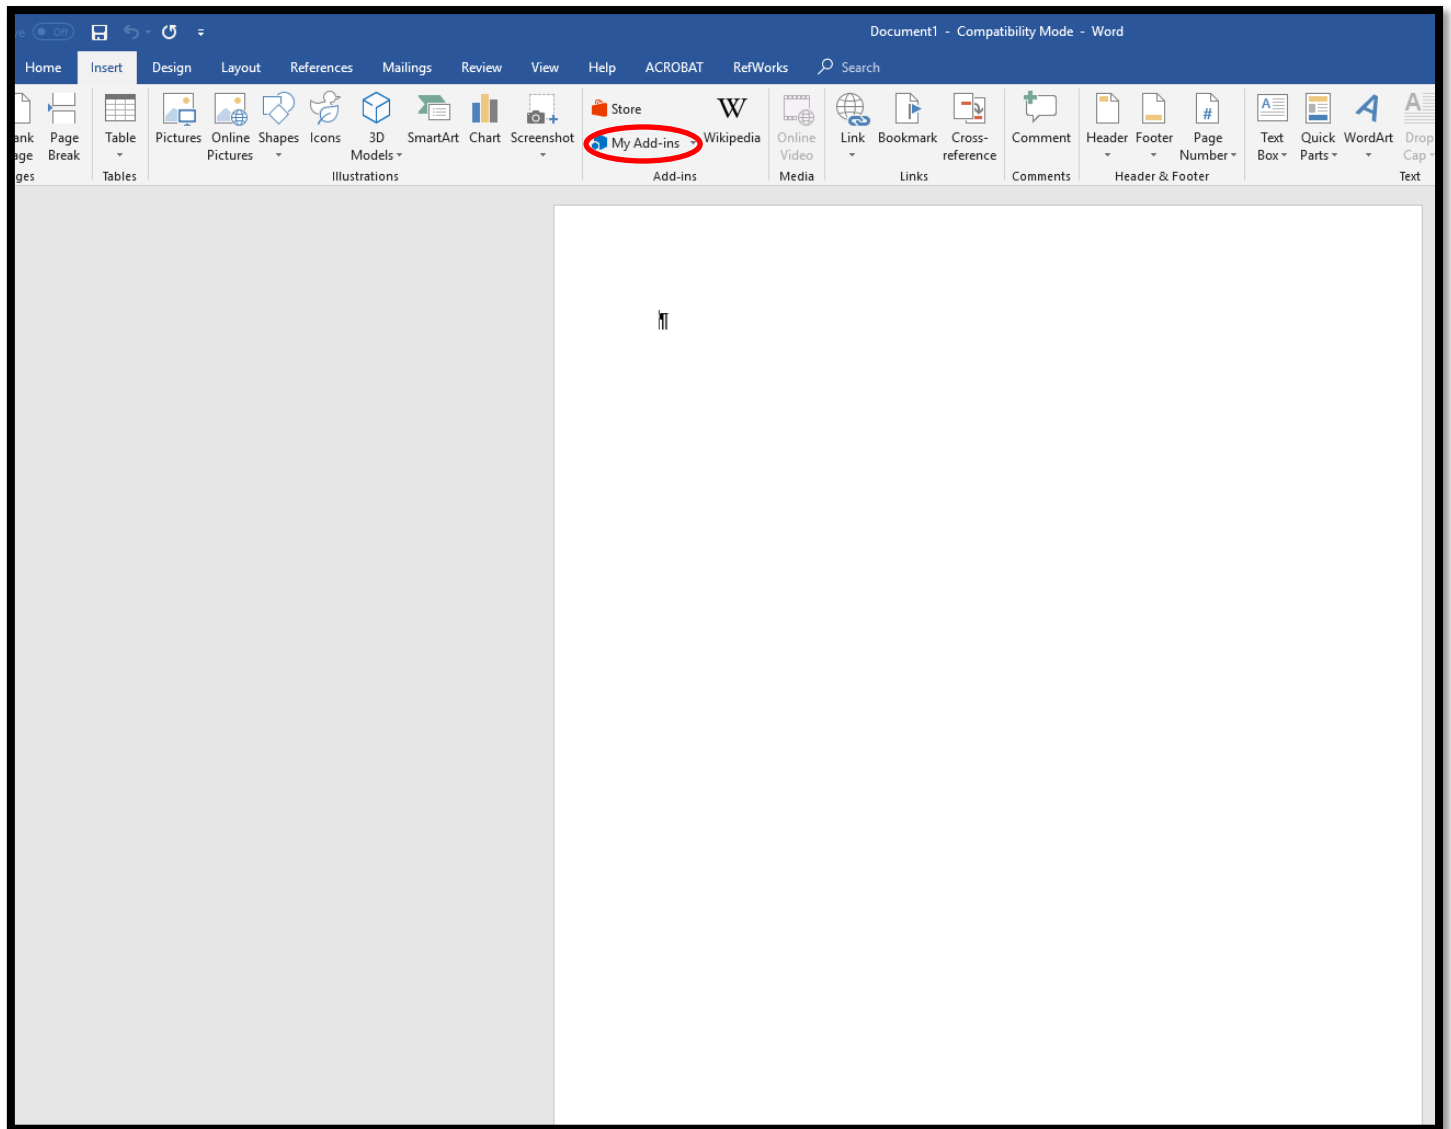 Off
Document1 - Compatibility Mode - Word
Home Insert Design Layout References Mailings Review View Help ACROBAT RefWorks Search
Page Break
Table
Pictures
Online Pictures
Shapes
Icons
3D Models
SmartArt
Chart
Screenshot
Store
My Add-ins
W
Wikipedia
Online Video
Link
Bookmark
Cross-reference
Comment
Header
Footer
#
Page Number
A
Text Box
Quick Parts
A
WordArt
A
Drop Cap
Tables Illustrations Add-ins Media Links Comments Header & Footer Text
¶